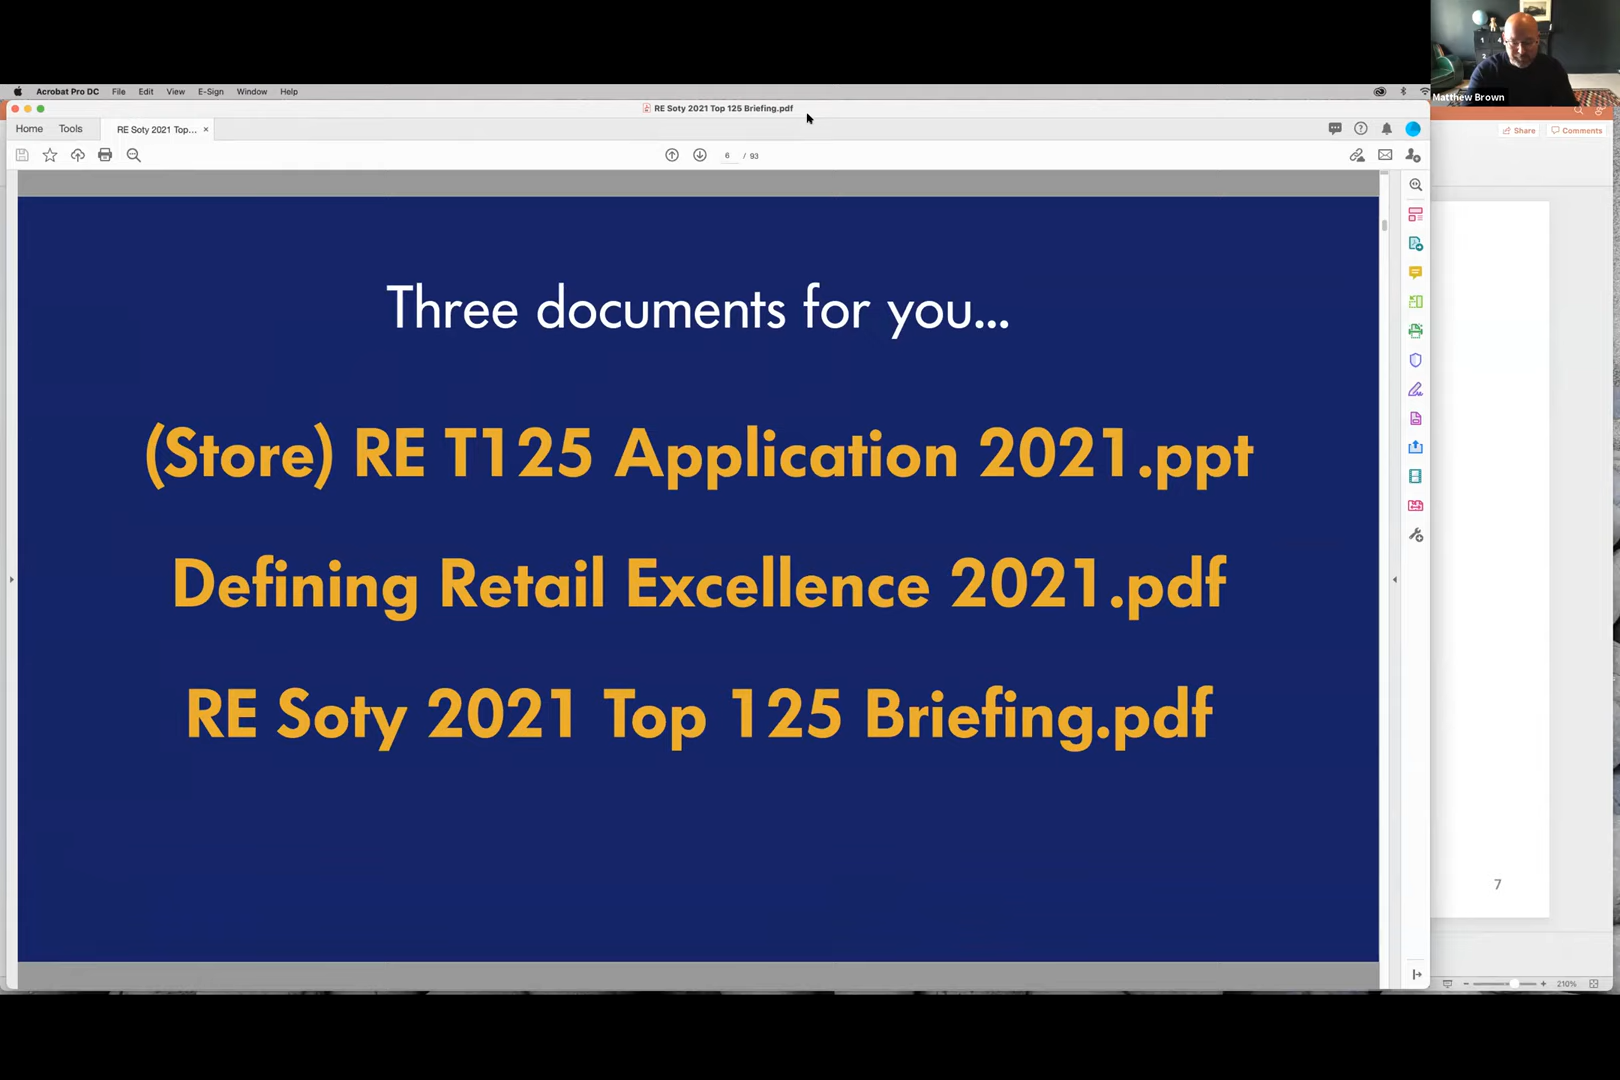 Acrobat Pro DC File Edit View E-Sign Window Help
Matthew Brown
RE Soty 2021 Top 125 Briefing.pdf
Home Tools RE Soty 2021 Top... ×
Share Comments
6 / 93
Three documents for you...
(Store) RE T125 Application 2021.ppt
Defining Retail Excellence 2021.pdf
RE Soty 2021 Top 125 Briefing.pdf
7
210%